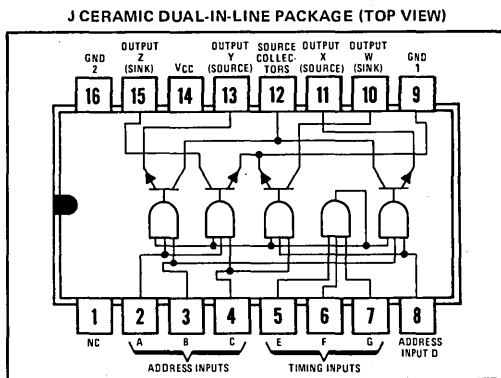 J CERAMIC DUAL-IN-LINE PACKAGE (TOP VIEW)
OUTPUT OUTPUT SOURCE OUTPUT OUTPUT
GND Z Y COLLEC- X W GND
2 (SINK) VCC (SOURCE) TORS (SOURCE) (SINK) 1
16 15 14 13 12 11 10 9
1 2 3 4 5 6 7 8
NC A B C E F G ADDRESS
ADDRESS INPUTS TIMING INPUTS INPUT D